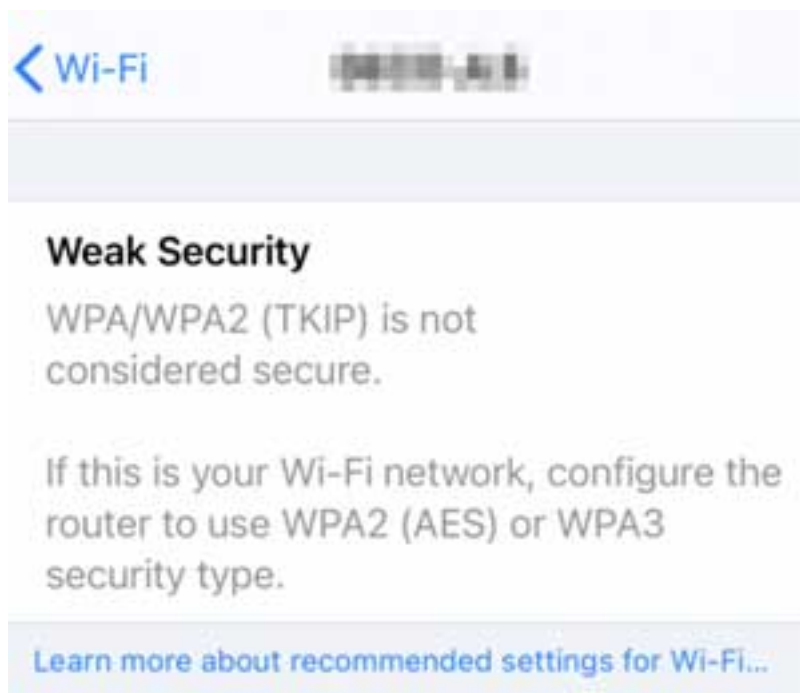 Wi-Fi
Weak Security
WPA/WPA2 (TKIP) is not
considered secure.
If this is your Wi-Fi network, configure the
router to use WPA2 (AES) or WPA3
security type.
Learn more about recommended settings for Wi-Fi...